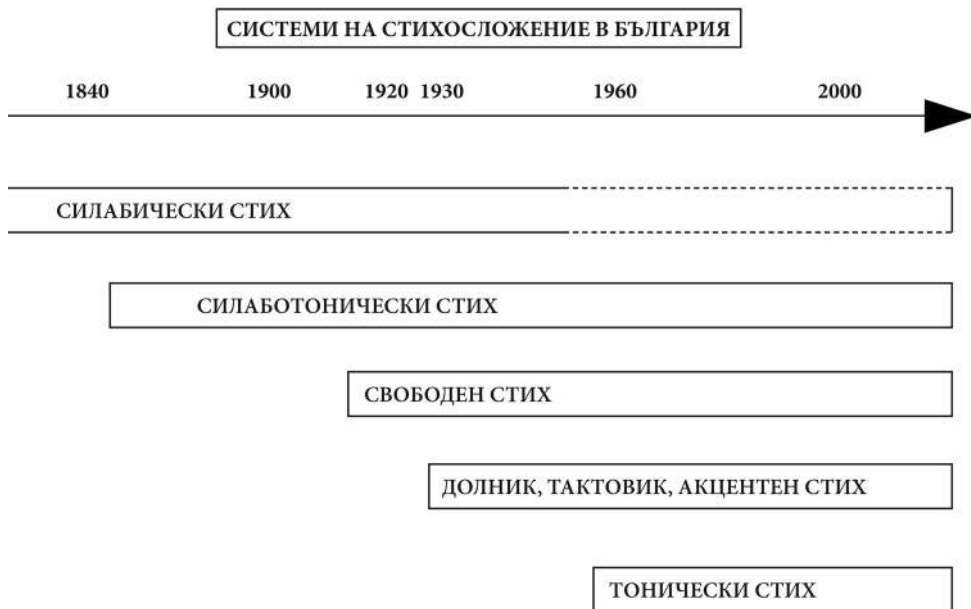 СИСТЕМИ НА СТИХОСЛОЖЕНИЕ В БЪЛГАРИЯ
1840 1900 1920 1930 1960 2000
СИЛАБИЧЕСКИ СТИХ
СИЛАБОТОНИЧЕСКИ СТИХ
СВОБОДЕН СТИХ
ДОЛНИК, ТАКТОВИК, АКЦЕНТЕН СТИХ
ТОНИЧЕСКИ СТИХ